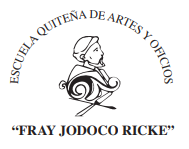 ESCUELA QUITEÑA DE ARTES Y OFICIOS
“FRAY JODOCO RICKE”